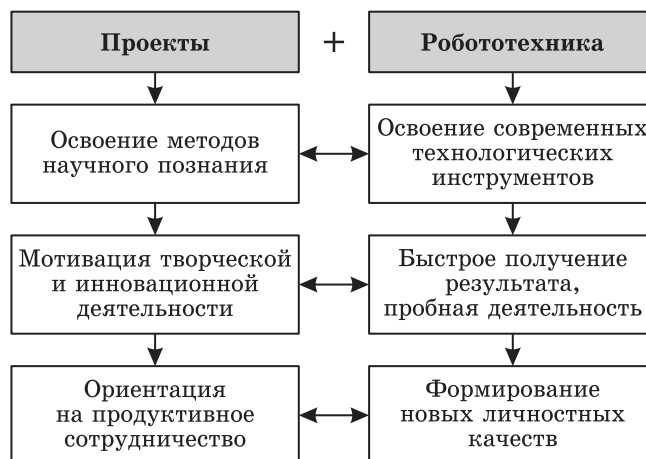 Проекты + Робототехника
Освоение методов
научного познания
Освоение современных
технологических
инструментов
Мотивация творческой
и инновационной
деятельности
Быстрое получение
результата,
пробная деятельность
Ориентация
на продуктивное
сотрудничество
Формирование
новых личностных
качеств